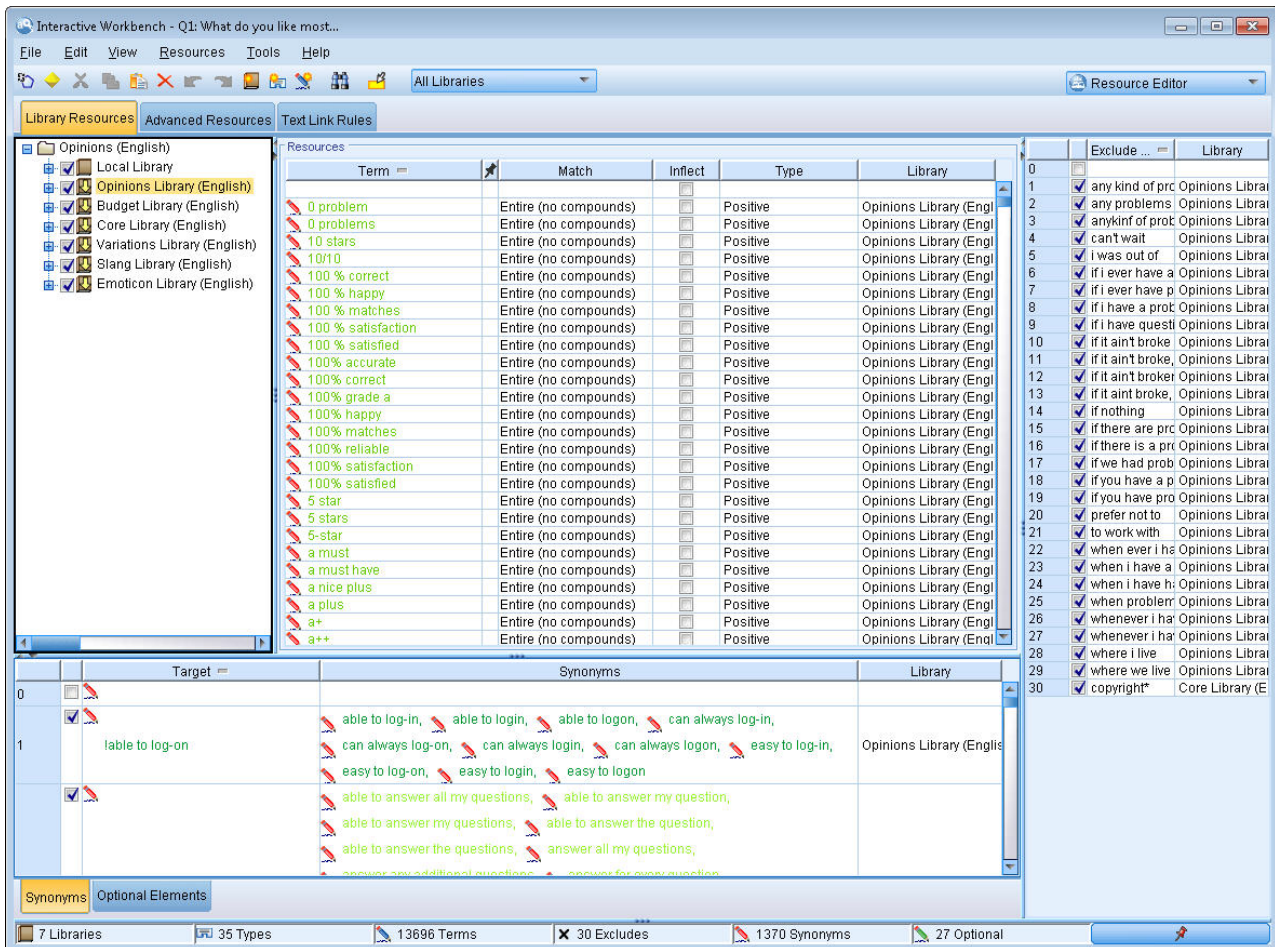 Interactive Workbench - Q1: What do you like most...
File Edit View Resources Tools Help
All Libraries
Resource Editor
Library Resources Advanced Resources Text Link Rules
Opinions (English)
Local Library
Opinions Library (English)
Budget Library (English)
Core Library (English)
Variations Library (English)
Slang Library (English)
Emoticon Library (English)
Resources
Term Match Inflect Type Library
0 problem Entire (no compounds) Positive Opinions Library (Engl
0 problems Entire (no compounds) Positive Opinions Library (Engl
10 stars Entire (no compounds) Positive Opinions Library (Engl
10/10 Entire (no compounds) Positive Opinions Library (Engl
100 % correct Entire (no compounds) Positive Opinions Library (Engl
100 % happy Entire (no compounds) Positive Opinions Library (Engl
100 % matches Entire (no compounds) Positive Opinions Library (Engl
100 % satisfaction Entire (no compounds) Positive Opinions Library (Engl
100 % satisfied Entire (no compounds) Positive Opinions Library (Engl
100% accurate Entire (no compounds) Positive Opinions Library (Engl
100% correct Entire (no compounds) Positive Opinions Library (Engl
100% grade a Entire (no compounds) Positive Opinions Library (Engl
100% happy Entire (no compounds) Positive Opinions Library (Engl
100% matches Entire (no compounds) Positive Opinions Library (Engl
100% reliable Entire (no compounds) Positive Opinions Library (Engl
100% satisfaction Entire (no compounds) Positive Opinions Library (Engl
100% satisfied Entire (no compounds) Positive Opinions Library (Engl
5 star Entire (no compounds) Positive Opinions Library (Engl
5 stars Entire (no compounds) Positive Opinions Library (Engl
5-star Entire (no compounds) Positive Opinions Library (Engl
a must Entire (no compounds) Positive Opinions Library (Engl
a must have Entire (no compounds) Positive Opinions Library (Engl
a nice plus Entire (no compounds) Positive Opinions Library (Engl
a plus Entire (no compounds) Positive Opinions Library (Engl
a+ Entire (no compounds) Positive Opinions Library (Engl
a++ Entire (no compounds) Positive Opinions Library (Engl
Exclude ... Library
0
1 any kind of prc Opinions Librar
2 any problems Opinions Librar
3 anykinf of prob Opinions Librar
4 can't wait Opinions Librar
5 i was out of Opinions Librar
6 if i ever have a Opinions Librar
7 if i ever have p Opinions Librar
8 if i have a prob Opinions Librar
9 if i have questi Opinions Librar
10 if it ain't broke Opinions Librar
11 if it ain't broke, Opinions Librar
12 if it ain't broker Opinions Librar
13 if it aint broke, Opinions Librar
14 if nothing Opinions Librar
15 if there are prc Opinions Librar
16 if there is a prc Opinions Librar
17 if we had prob Opinions Librar
18 if you have a p Opinions Librar
19 if you have pro Opinions Librar
20 prefer not to Opinions Librar
21 to work with Opinions Librar
22 when ever i ha Opinions Librar
23 when i have a Opinions Librar
24 when i have h Opinions Librar
25 when problem Opinions Librar
26 whenever i ha Opinions Librar
27 whenever i ha Opinions Librar
28 where i live Opinions Librar
29 where we live Opinions Librar
30 copyright* Core Library (E
Target Synonyms Library
0
able to log-in, able to login, able to logon, can always log-in,
1 !able to log-on can always log-on, can always login, can always logon, easy to log-in, Opinions Library (Englis
easy to log-on, easy to login, easy to logon
able to answer all my questions, able to answer my question,
able to answer my questions, able to answer the question,
able to answer the questions, answer all my questions,
answer any additional questions answer for every question
Synonyms Optional Elements
7 Libraries 35 Types 13696 Terms 30 Excludes 1370 Synonyms 27 Optional